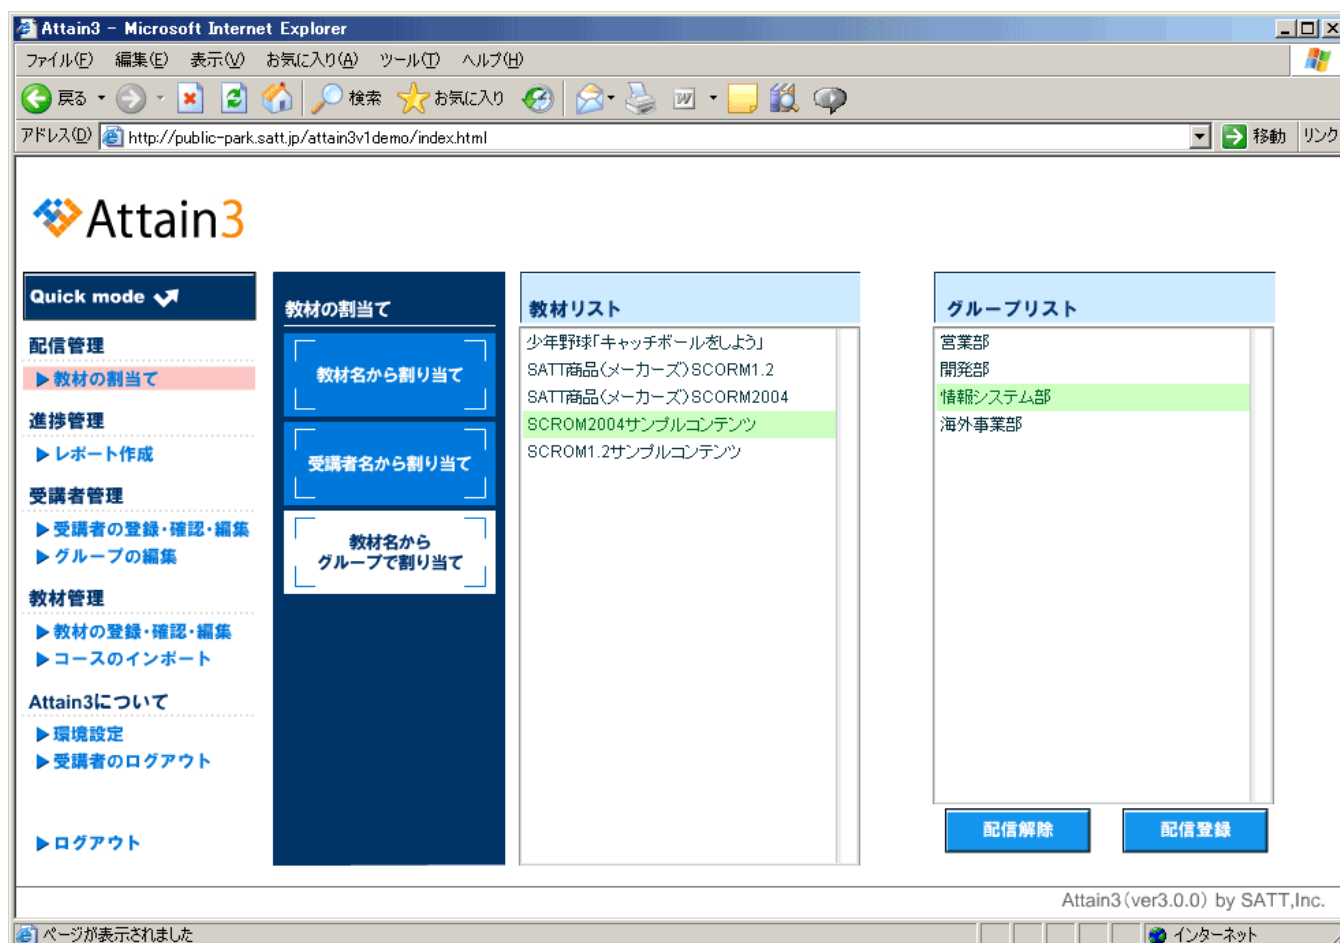 Attain3 - Microsoft Internet Explorer
ファイル(F) 編集(E) 表示(V) お気に入り(A) ツール(T) ヘルプ(H)
戻る 検索 お気に入り
アドレス(D) http://public-park.satt.jp/attain3v1demo/index.html 移動 リンク
Attain3
Quick mode
配信管理
教材の割当て
進捗管理
レポート作成
受講者管理
受講者の登録・確認・編集
グループの編集
教材管理
教材の登録・確認・編集
コースのインポート
Attain3について
環境設定
受講者のログアウト
ログアウト
教材の割当て
教材名から割り当て
受講者名から割り当て
教材名から
グループで割り当て
教材リスト
少年野球「キャッチボールをしよう」
SATT商品(メーカーズ)SCORM1.2
SATT商品(メーカーズ)SCORM2004
SCROM2004サンプルコンテンツ
SCROM1.2サンプルコンテンツ
グループリスト
営業部
開発部
情報システム部
海外事業部
配信解除 配信登録
Attain3(ver3.0.0) by SATT,Inc.
ページが表示されました インターネット